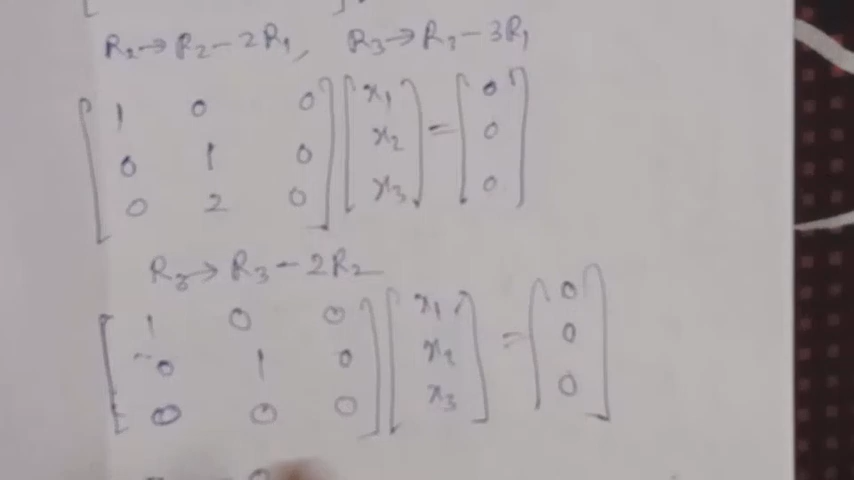 R₂→R₂-2R₁, R₃→R₃-3R₁
[1 0 0] [x₁] = [0]
[0 1 0] [x₂] [0]
[0 2 0] [x₃] [0]
R₃→R₃-2R₂
[1 0 0] [x₁] = [0]
[0 1 0] [x₂] [0]
[0 0 0] [x₃] [0]